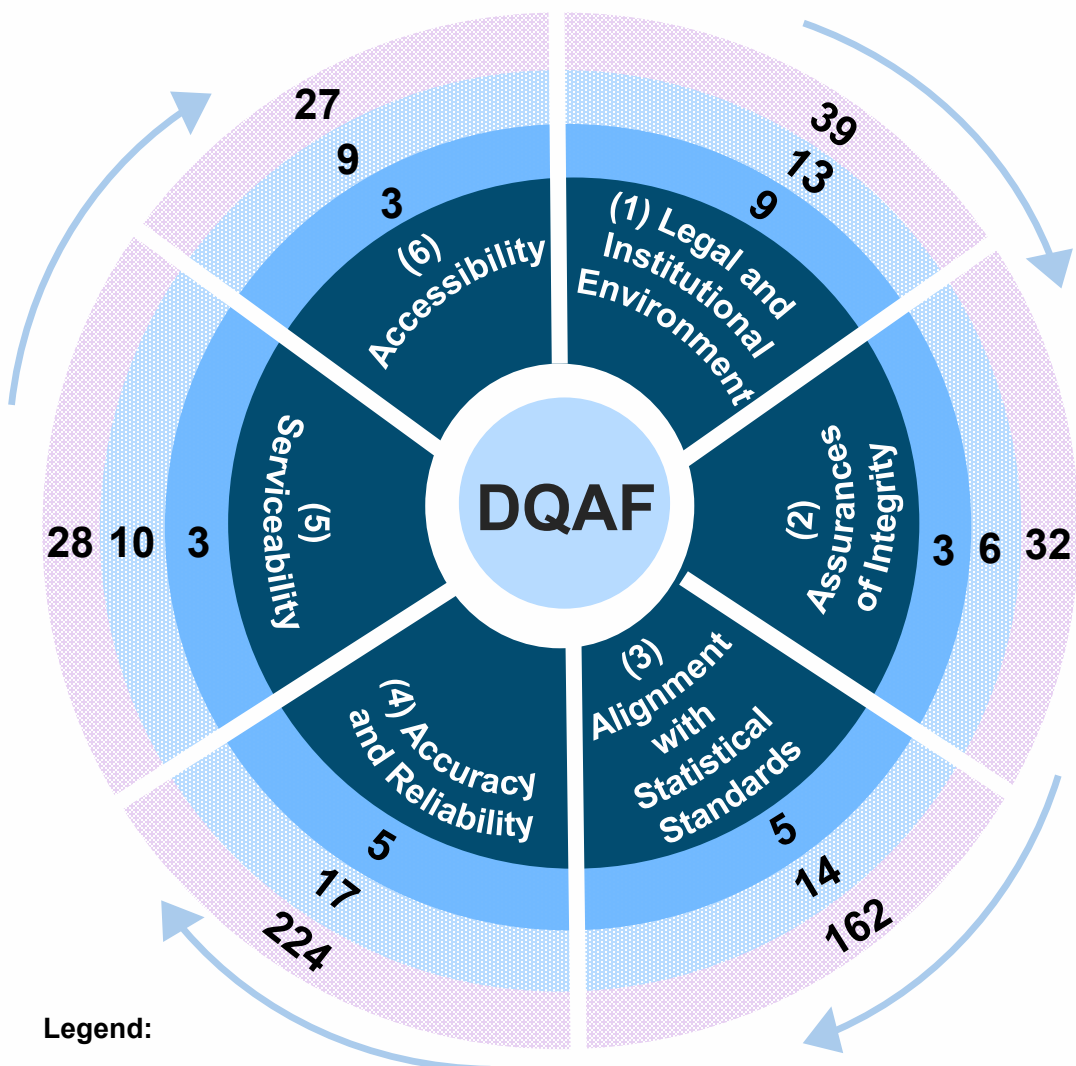 DQAF
(1) Legal and
Institutional
Environment
9
13
39
(2)
Assurances
of Integrity
3
6
32
(3)
Alignment
with
Statistical
Standards
5
14
162
(4) Accuracy
and Reliability
5
17
224
(5)
Serviceability
3
10
28
(6)
Accessibility
3
9
27
Legend: